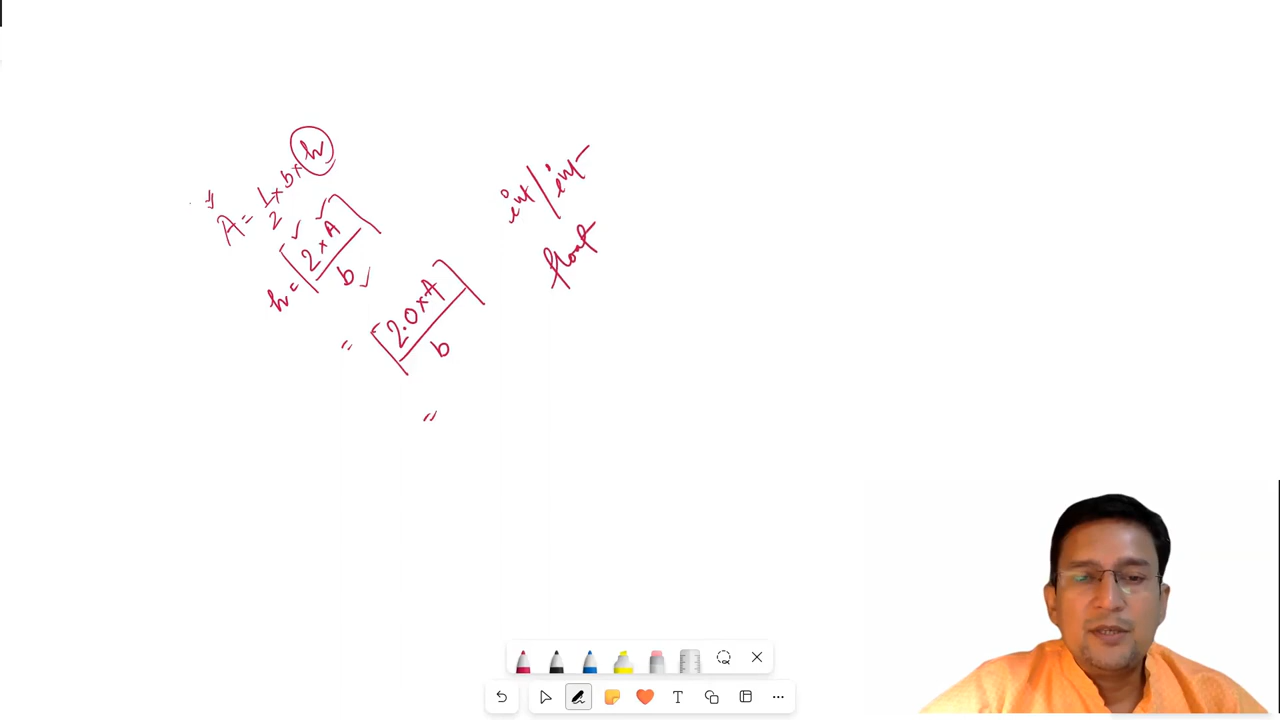 A = 1/2 × b × h
h = ⌈2 × A / b⌉
= ⌈2.0 × A / b⌉
=
int/int
float
T